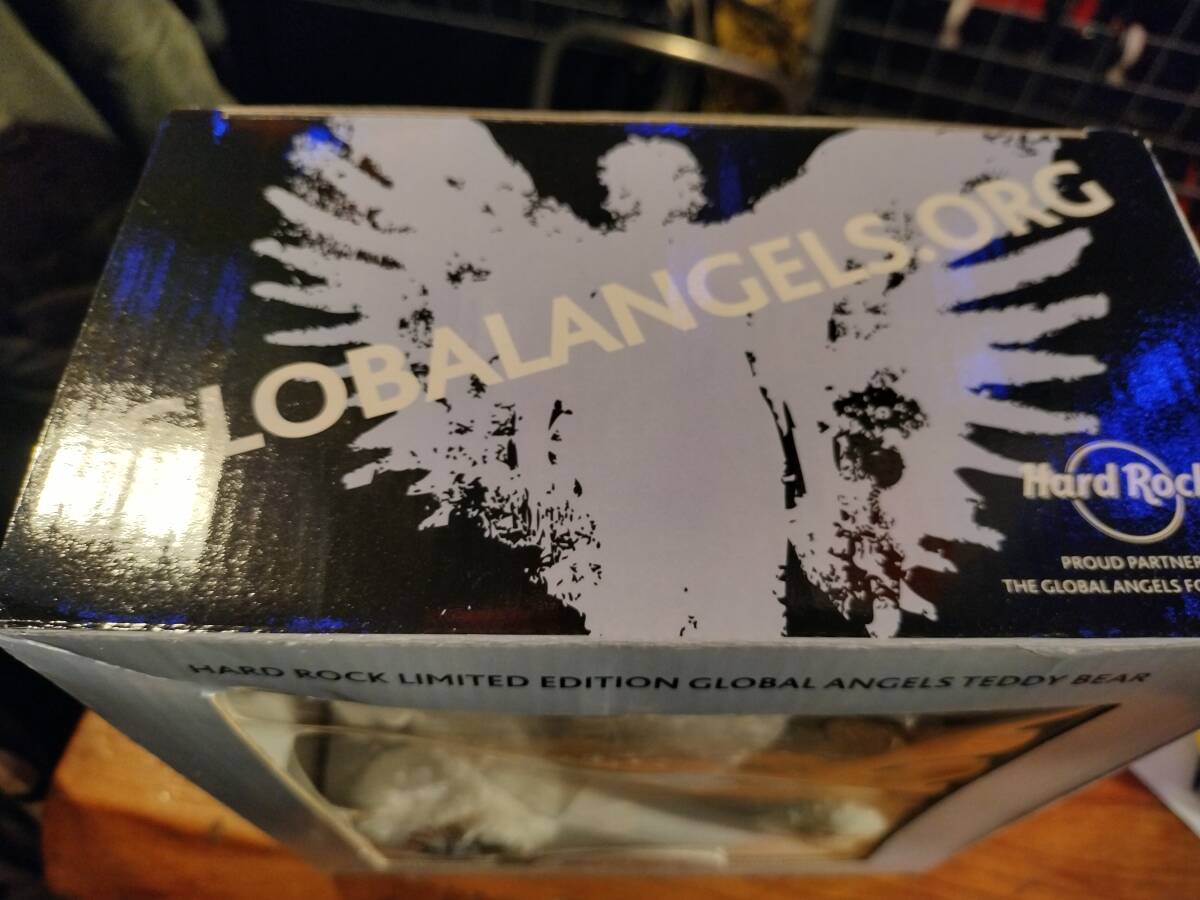 GLOBALANGELS.ORG
Hard Rock
PROUD PARTNER
THE GLOBAL ANGELS
HARD ROCK LIMITED EDITION GLOBAL ANGELS TEDDY BEAR